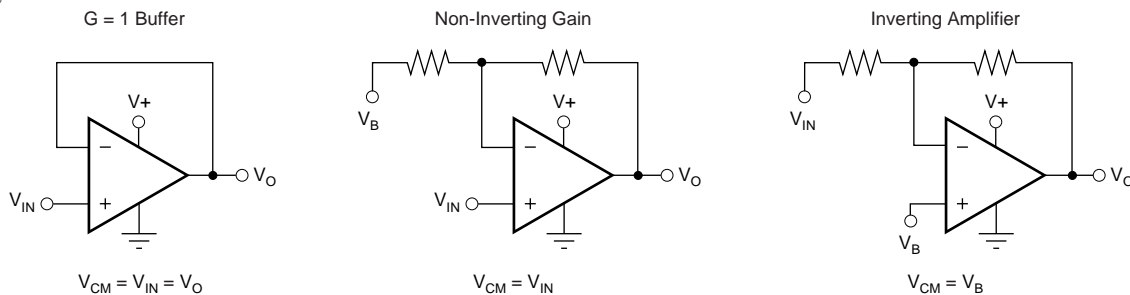 G = 1 Buffer
V+
−
+
V_IN
V_O
V_CM = V_IN = V_O
Non-Inverting Gain
V_B
V+
−
+
V_IN
V_O
V_CM = V_IN
Inverting Amplifier
V_IN
V+
−
+
V_B
V_O
V_CM = V_B